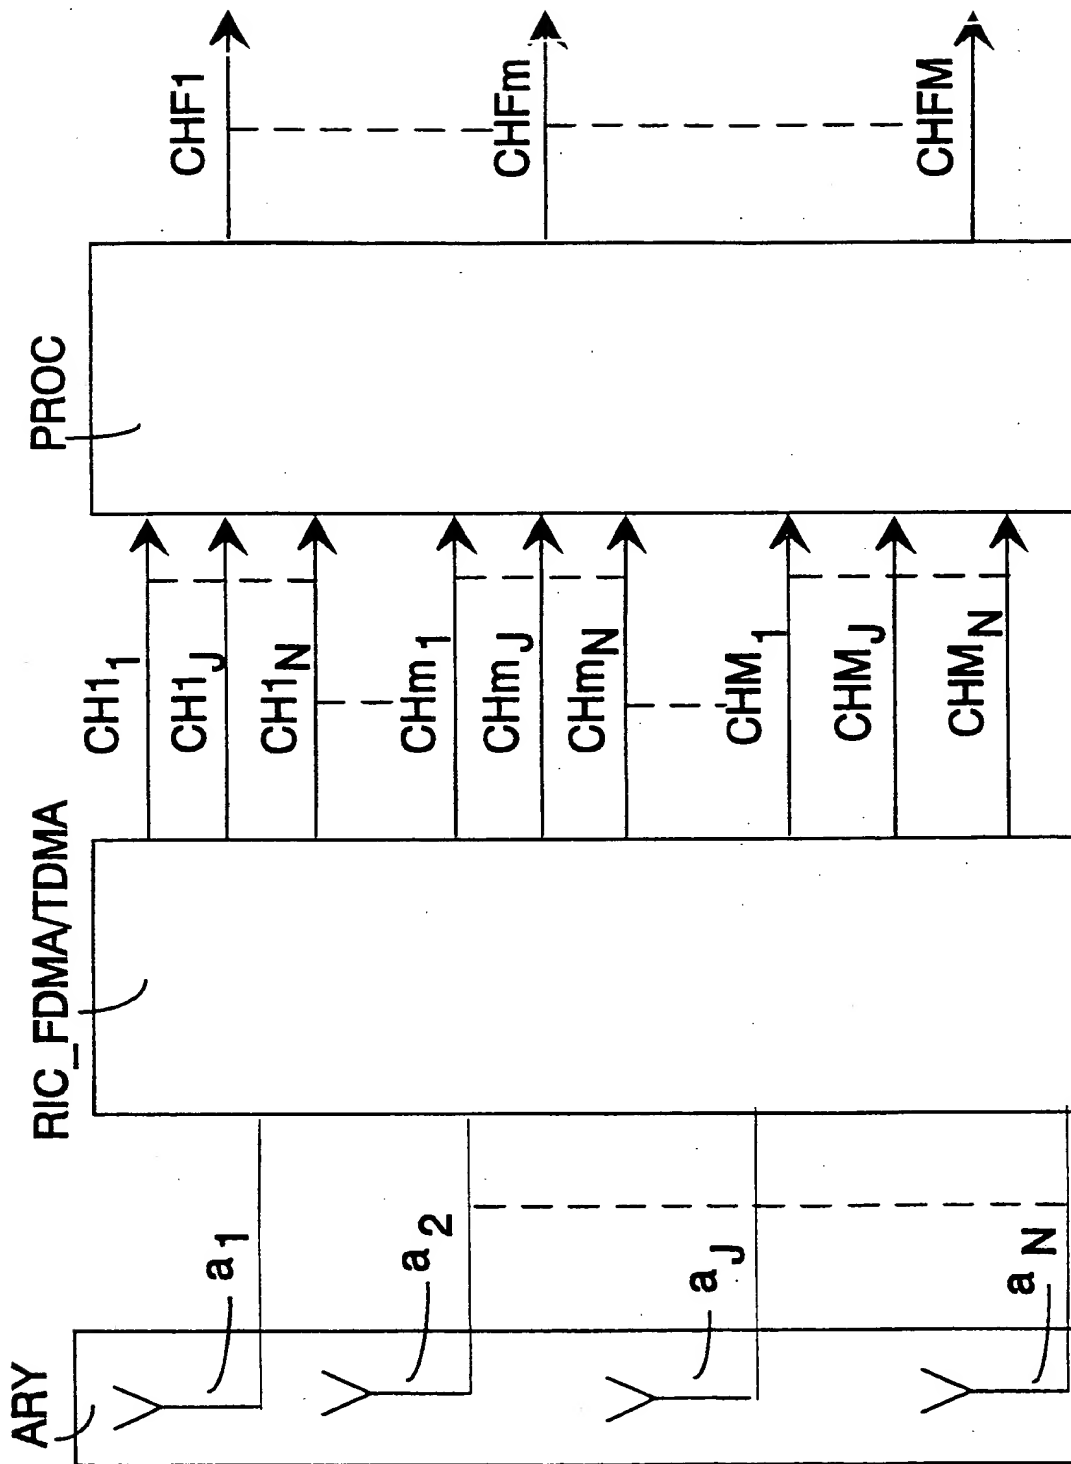 ARY
a1
a2
aJ
aN
RIC_FDMA/TDMA
CH11
CH1J
CH1N
CHm1
CHmJ
CHmN
CHM1
CHMJ
CHMN
PROC
CHF1
CHFm
CHFM